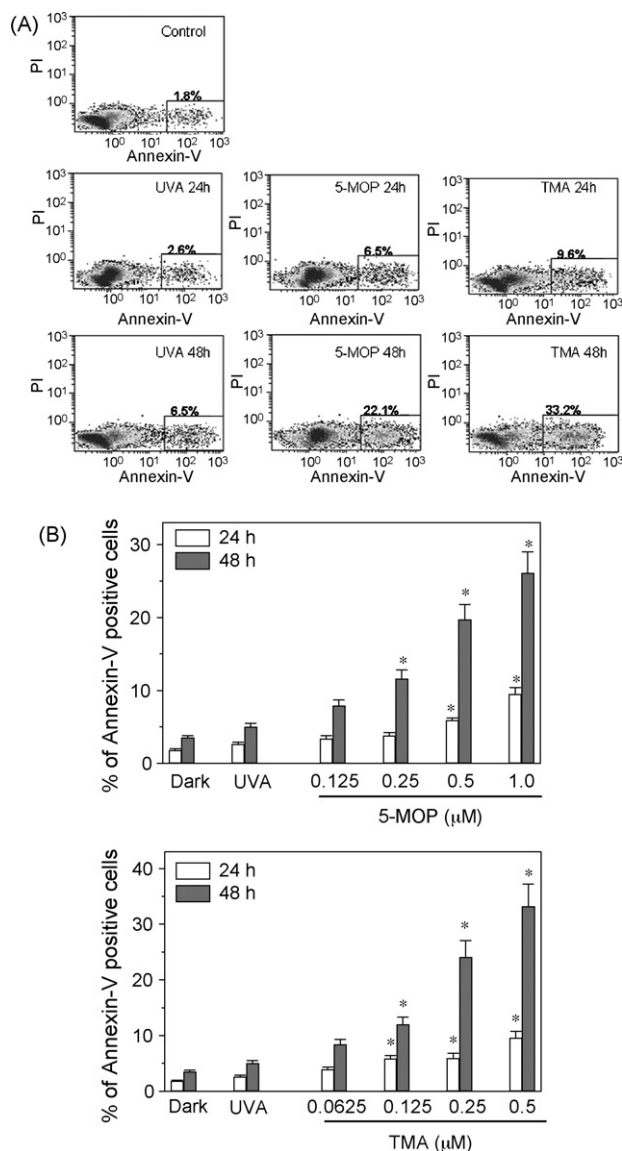 (A)
Control
PI
10³
10²
10¹
10⁰
1.8%
10⁰ 10¹ 10² 10³
Annexin-V
UVA 24h
PI
10³
10²
10¹
10⁰
2.6%
10⁰ 10¹ 10² 10³
Annexin-V
5-MOP 24h
PI
10³
10²
10¹
10⁰
6.5%
10⁰ 10¹ 10² 10³
Annexin-V
TMA 24h
PI
10³
10²
10¹
10⁰
9.6%
10⁰ 10¹ 10² 10³
Annexin-V
UVA 48h
PI
10³
10²
10¹
10⁰
6.5%
10⁰ 10¹ 10² 10³
Annexin-V
5-MOP 48h
PI
10³
10²
10¹
10⁰
22.1%
10⁰ 10¹ 10² 10³
Annexin-V
TMA 48h
PI
10³
10²
10¹
10⁰
33.2%
10⁰ 10¹ 10² 10³
Annexin-V
(B)
% of Annexin-V positive cells
30
20
10
0
24 h
48 h
* * * * *
Dark UVA 0.125 0.25 0.5 1.0
5-MOP (μM)
% of Annexin-V positive cells
40
30
20
10
0
24 h
48 h
* * * * * *
Dark UVA 0.0625 0.125 0.25 0.5
TMA (μM)